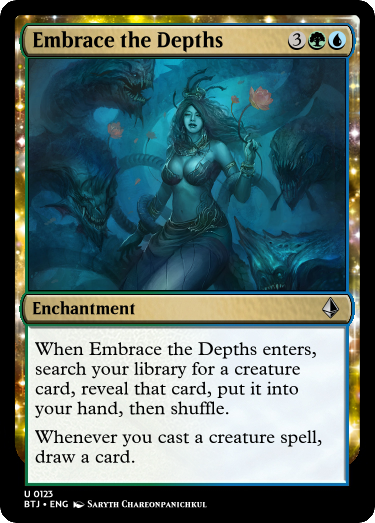 Embrace the Depths 3
Enchantment
When Embrace the Depths enters,
search your library for a creature
card, reveal that card, put it into
your hand, then shuffle.
Whenever you cast a creature spell,
draw a card.
U 0123
BTJ • ENG Saryth Chareonpanichkul